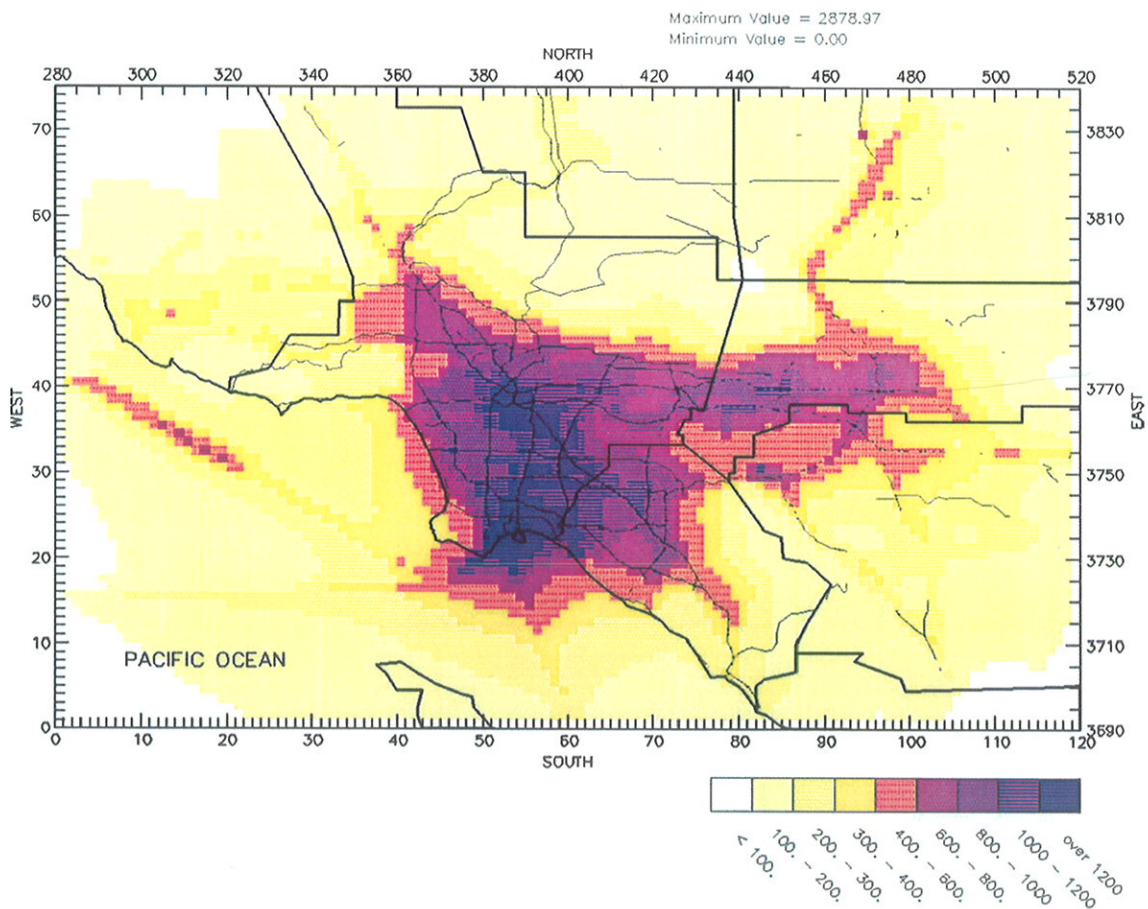 Maximum Value = 2878.97
Minimum Value = 0.00
NORTH
280 300 320 340 360 380 400 420 440 460 480 500 520
70
60
50
40
30
20
10
0
WEST
3830
3810
3790
3770
3750
3730
3710
3690
EAST
PACIFIC OCEAN
0 10 20 30 40 50 60 70 80 90 100 110 120
SOUTH
< 100.
100. - 200.
200. - 300.
300. - 400.
400. - 600.
600. - 800.
800. - 1000
1000 - 1200
over 1200